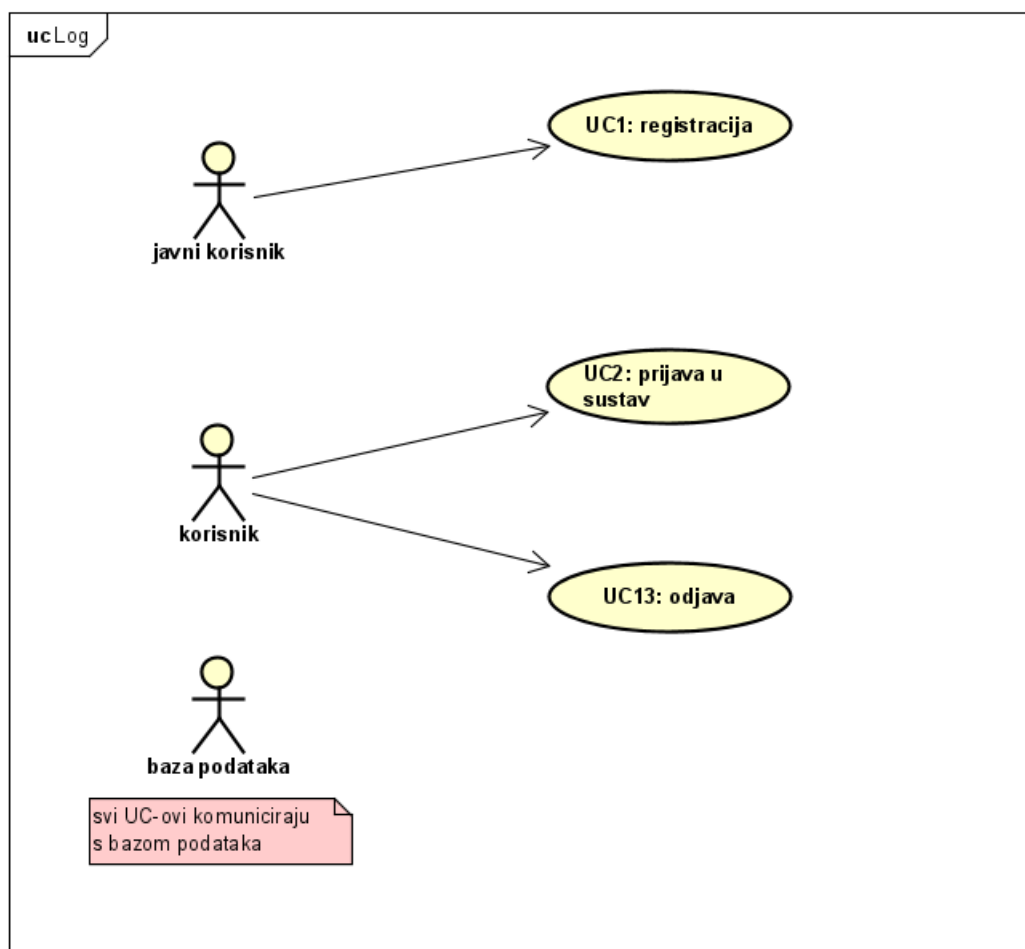 ucLog
UC1: registracija
javni korisnik
UC2: prijava u
sustav
korisnik
UC13: odjava
baza podataka
svi UC-ovi komuniciraju
s bazom podataka